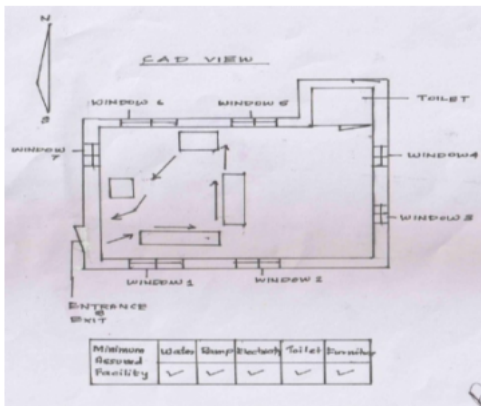 N
S
CAD VIEW
WINDOW 6
WINDOW 5
TOILET
WINDOW
7
WINDOW 4
WINDOW 3
WINDOW 1
WINDOW 2
ENTRANCE
&
EXIT
Minimum Assured Facility
Water
Ramp
Electricity
Toilet
Furniture
✓ ✓ ✓ ✓ ✓